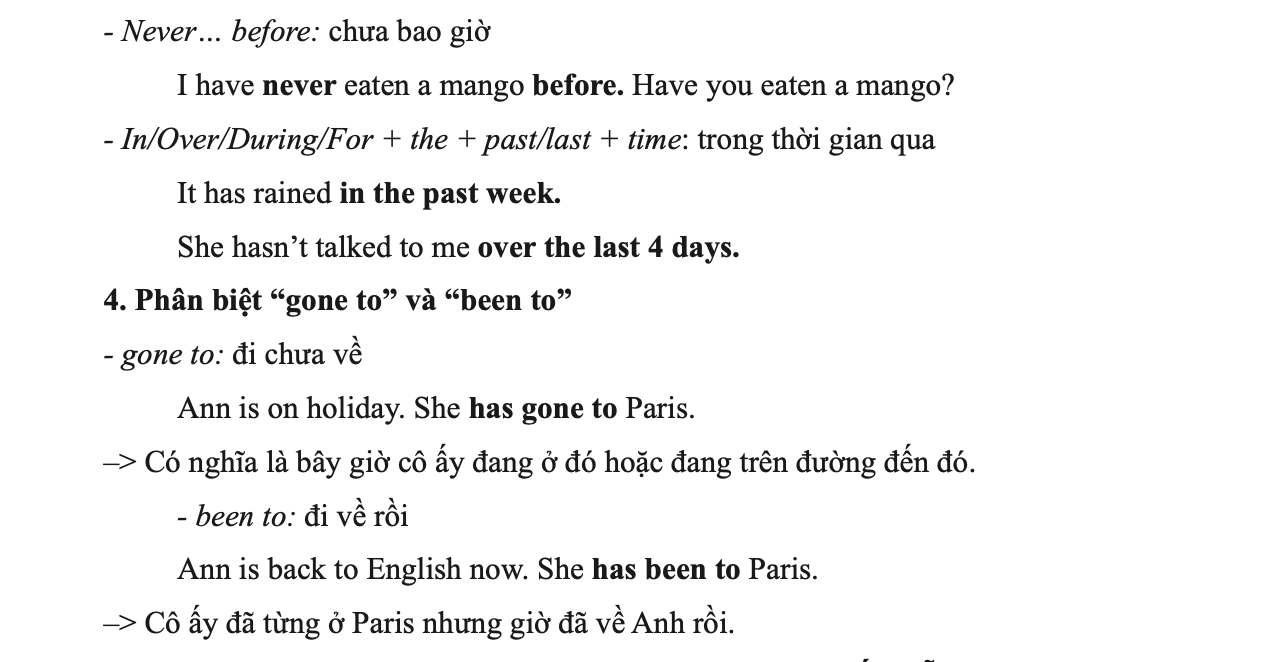 - Never… before: chưa bao giờ
I have never eaten a mango before. Have you eaten a mango?
- In/Over/During/For + the + past/last + time: trong thời gian qua
It has rained in the past week.
She hasn’t talked to me over the last 4 days.
4. Phân biệt “gone to” và “been to”
- gone to: đi chưa về
Ann is on holiday. She has gone to Paris.
–> Có nghĩa là bây giờ cô ấy đang ở đó hoặc đang trên đường đến đó.
- been to: đi về rồi
Ann is back to English now. She has been to Paris.
–> Cô ấy đã từng ở Paris nhưng giờ đã về Anh rồi.